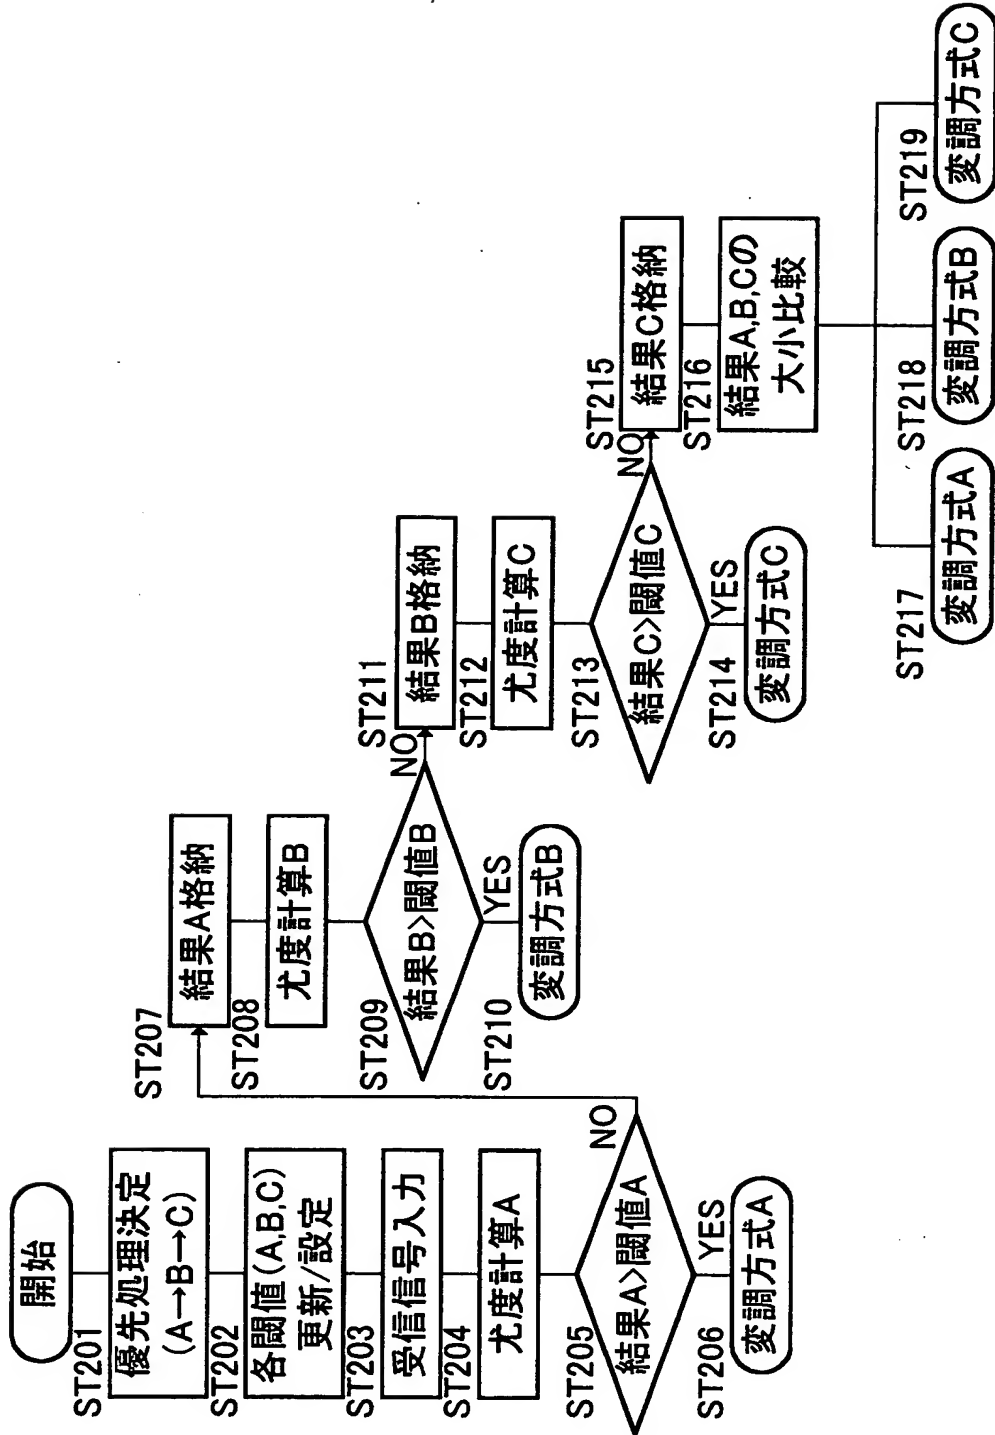 開始
ST201
優先処理決定
(A→B→C)
ST202
各閾値(A,B,C)
更新/設定
ST203
受信信号入力
ST204
尤度計算A
ST205
結果A>閾値A
NO
YES
ST206
変調方式A
ST207
結果A格納
ST208
尤度計算B
ST209
結果B>閾値B
NO
YES
ST210
変調方式B
ST211
結果B格納
ST212
尤度計算C
ST213
結果C>閾値C
NO
YES
ST214
変調方式C
ST215
結果C格納
ST216
結果A,B,Cの
大小比較
ST217
変調方式A
ST218
変調方式B
ST219
変調方式C